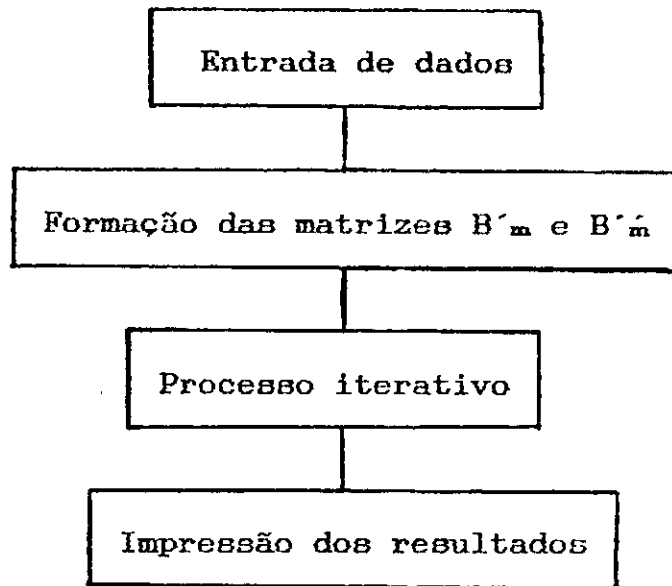 Entrada de dados
Formação das matrizes B´m e B´´m
Processo iterativo
Impressão dos resultados